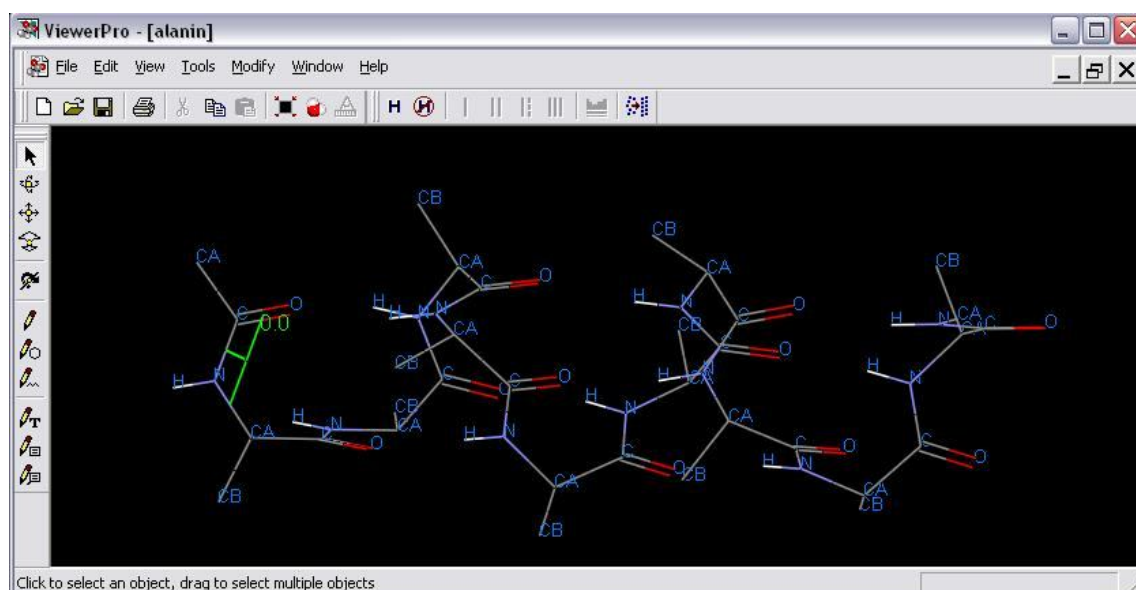 ViewerPro - [alanin]
File Edit View Tools Modify Window Help
H H
T
CB
CB
CA CA CB
CA
O
C O H H N N C H N O
0.0 C H N CA CA C O
CA CB
C O
CB C O C O H N CA H N
CB H N
H C N CA CA
CA C O H N C O C O
C O CB H N C O
CA CA
CB CB CB
Click to select an object, drag to select multiple objects